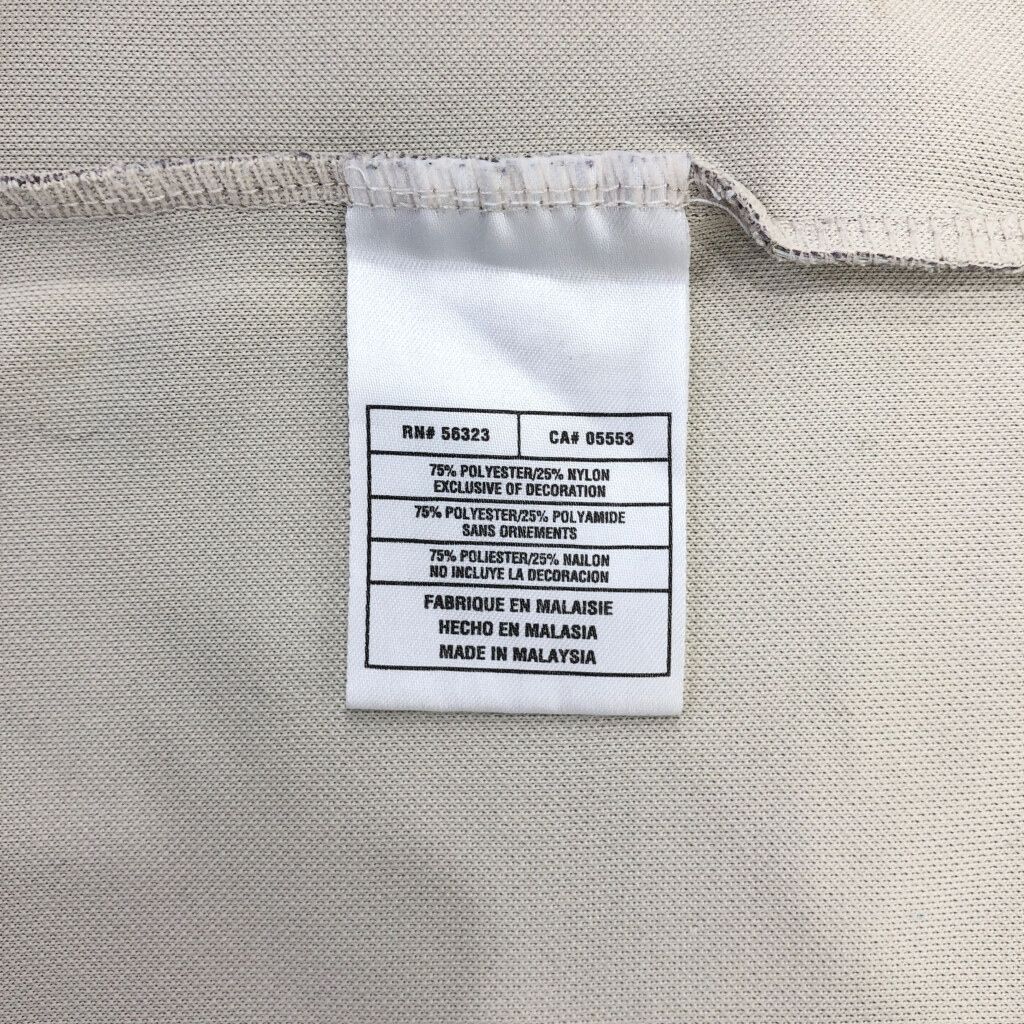 RN# 56323 CA# 05553
75% POLYESTER/25% NYLON
EXCLUSIVE OF DECORATION
75% POLYESTER/25% POLYAMIDE
SANS ORNEMENTS
75% POLIESTER/25% NAILON
NO INCLUYE LA DECORACION
FABRIQUE EN MALAISIE
HECHO EN MALASIA
MADE IN MALAYSIA